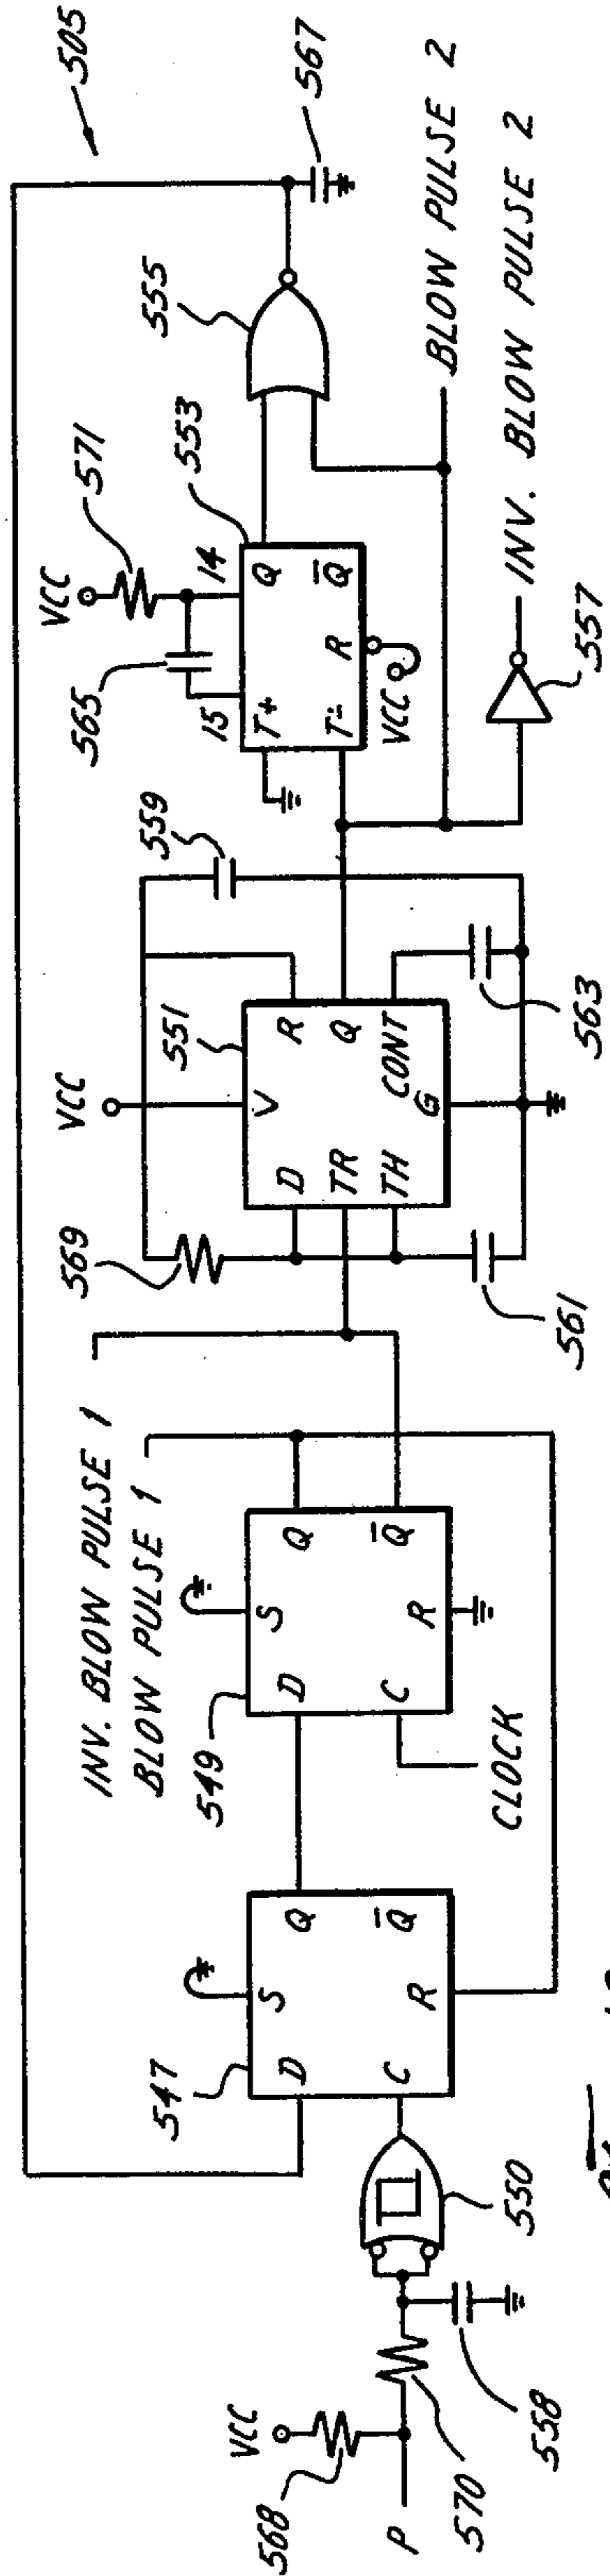 505
VCC
571
565
15
14
T+
Q
T-
Q̄
R
VCC
553
555
567
BLOW PULSE 2
INV. BLOW PULSE 2
557
VCC
551
559
569
V
D
R
TR
Q
TH
CONT
G
561
563
INV. BLOW PULSE 1
BLOW PULSE 1
549
S
D
Q
C
Q̄
R
CLOCK
547
S
D
Q
C
Q̄
R
550
VCC
568
P
570
558